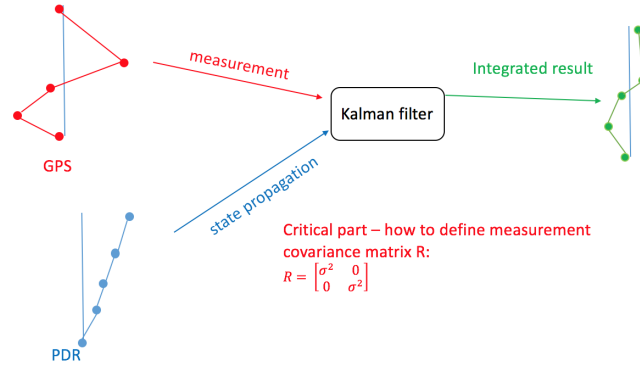 measurement
Integrated result
Kalman filter
GPS
state propagation
Critical part – how to define measurement
covariance matrix R:
R = [σ² 0
0 σ²]
PDR